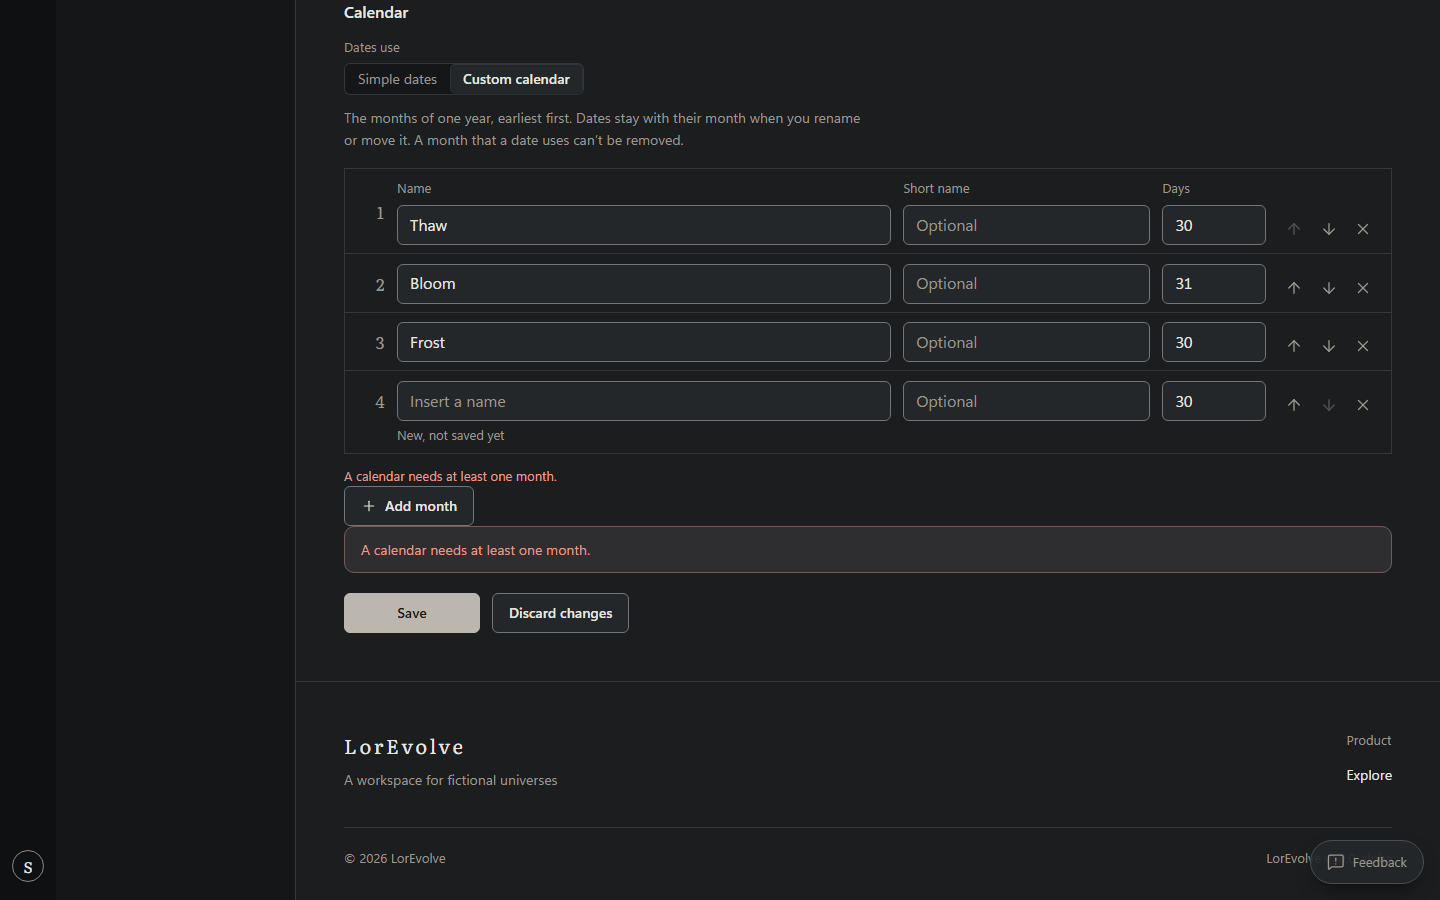 Calendar
Dates use
Simple dates
Custom calendar
The months of one year, earliest first. Dates stay with their month when you rename
or move it. A month that a date uses can't be removed.
Name
Short name
Days
1
Thaw
Optional
30
2
Bloom
Optional
31
3
Frost
Optional
30
4
Insert a name
Optional
30
New, not saved yet
A calendar needs at least one month.
Add month
A calendar needs at least one month.
Save
Discard changes
LorEvolve
Product
A workspace for fictional universes
Explore
© 2026 LorEvolve
Feedback
S